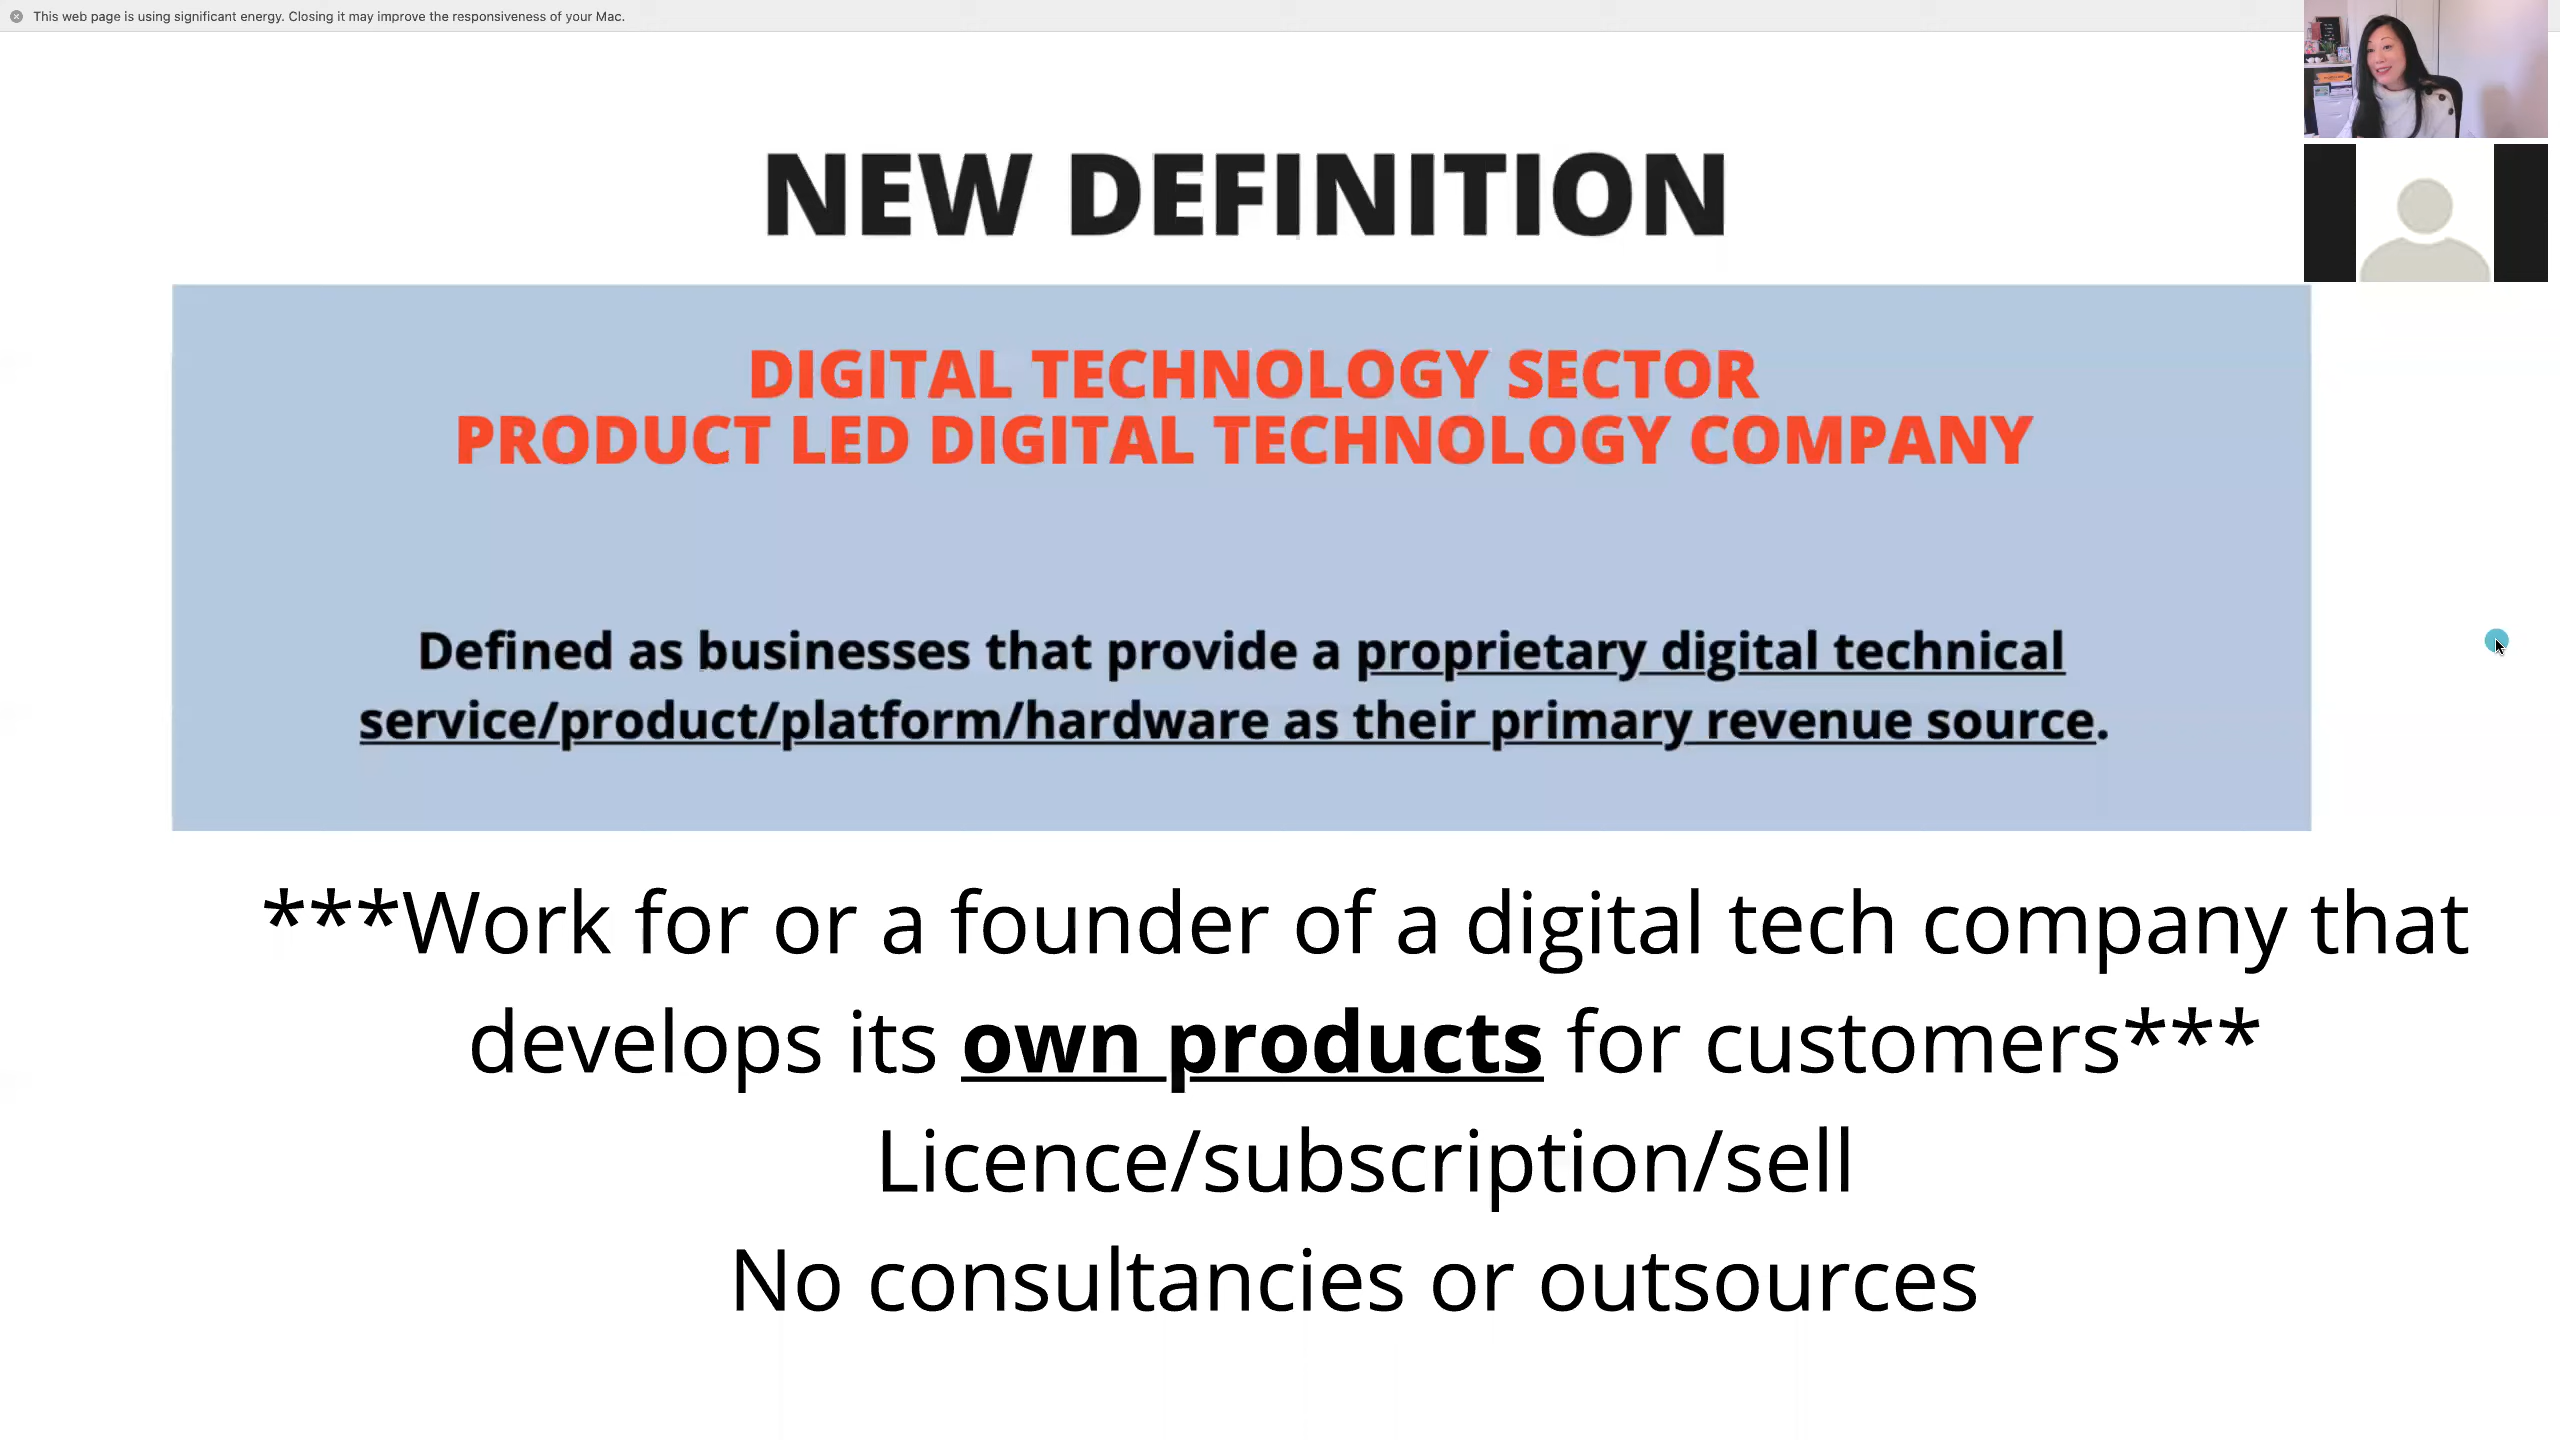 This web page is using significant energy. Closing it may improve the responsiveness of your Mac.
NEW DEFINITION
DIGITAL TECHNOLOGY SECTOR
PRODUCT LED DIGITAL TECHNOLOGY COMPANY
Defined as businesses that provide a proprietary digital technical
service/product/platform/hardware as their primary revenue source.
***Work for or a founder of a digital tech company that
develops its own products for customers***
Licence/subscription/sell
No consultancies or outsources